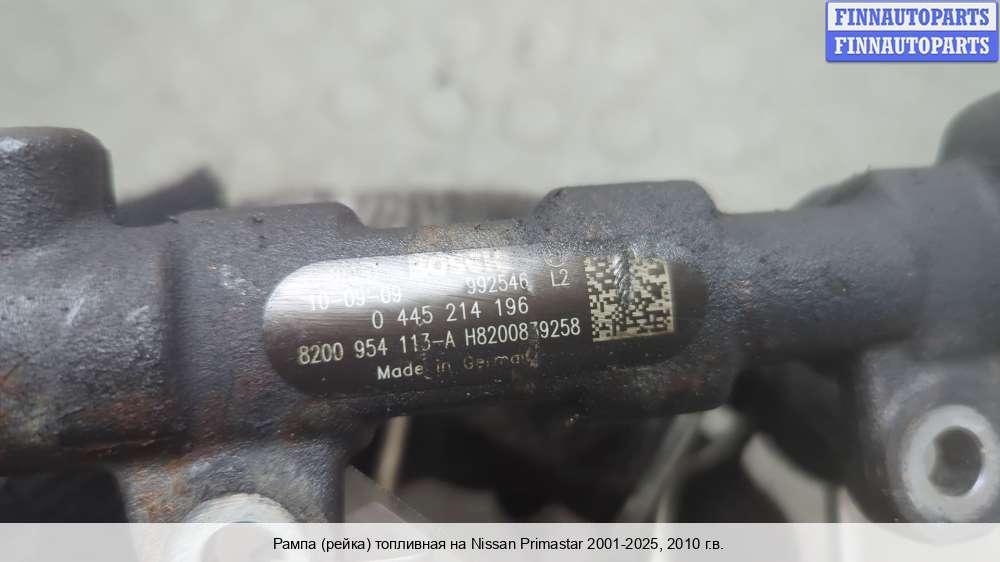 FINNAUTOPARTS
FINNAUTOPARTS
BOSCH
10-09-09 992546 L2
0 445 214 196
8200 954 113-A H8200839258
Made in Germany
Рампа (рейка) топливная на Nissan Primastar 2001-2025, 2010 г.в.